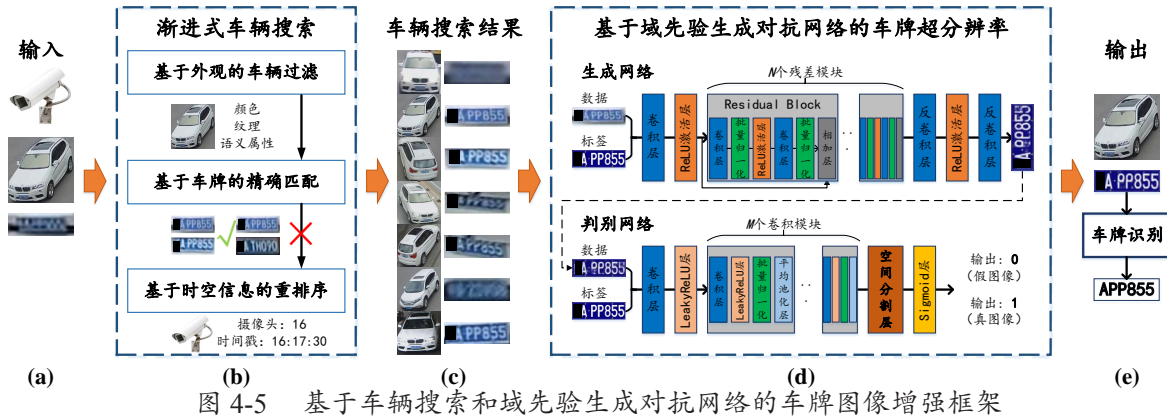 输入
(a)
渐进式车辆搜索
基于外观的车辆过滤
颜色
纹理
语义属性
基于车牌的精确匹配
A PP855
A PP855
A PP855
A TH090
基于时空信息的重排序
摄像头: 16
时间戳: 16:17:30
(b)
车辆搜索结果
A PP855
A PP855
(c)
基于域先验生成对抗网络的车牌超分辨率
生成网络
N个残差模块
数据
A PP855
标签
A·PP855
卷积层
ReLU激活层
Residual Block
卷积层
批量归一化
ReLU激活层
卷积层
批量归一化
相加层
...
反卷积层
ReLU激活层
反卷积层
A·PP855
判别网络
M个卷积模块
数据
A·PP855
标签
A·PP855
卷积层
LeakyReLU层
卷积层
LeakyReLU层
批量归一化
平均池化层
...
空间分割层
Sigmoid层
输出: 0
(假图像)
输出: 1
(真图像)
(d)
输出
A·PP855
车牌识别
APP855
(e)
图 4-5 基于车辆搜索和域先验生成对抗网络的车牌图像增强框架